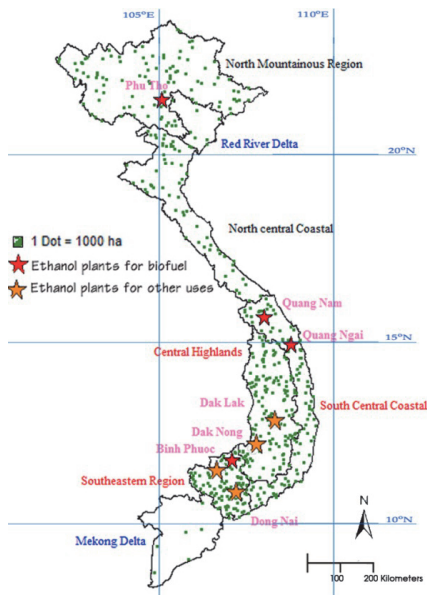 105°E
110°E
North Mountainous Region
Phu Tho
Red River Delta
20°N
North central Coastal
1 Dot = 1000 ha
Ethanol plants for biofuel
Ethanol plants for other uses
Quang Nam
Quang Ngai
15°N
Central Highlands
Dak Lak
South Central Coastal
Dak Nong
Binh Phuoc
Southeastern Region
N
Dong Nai
10°N
Mekong Delta
100 200 Kilometers